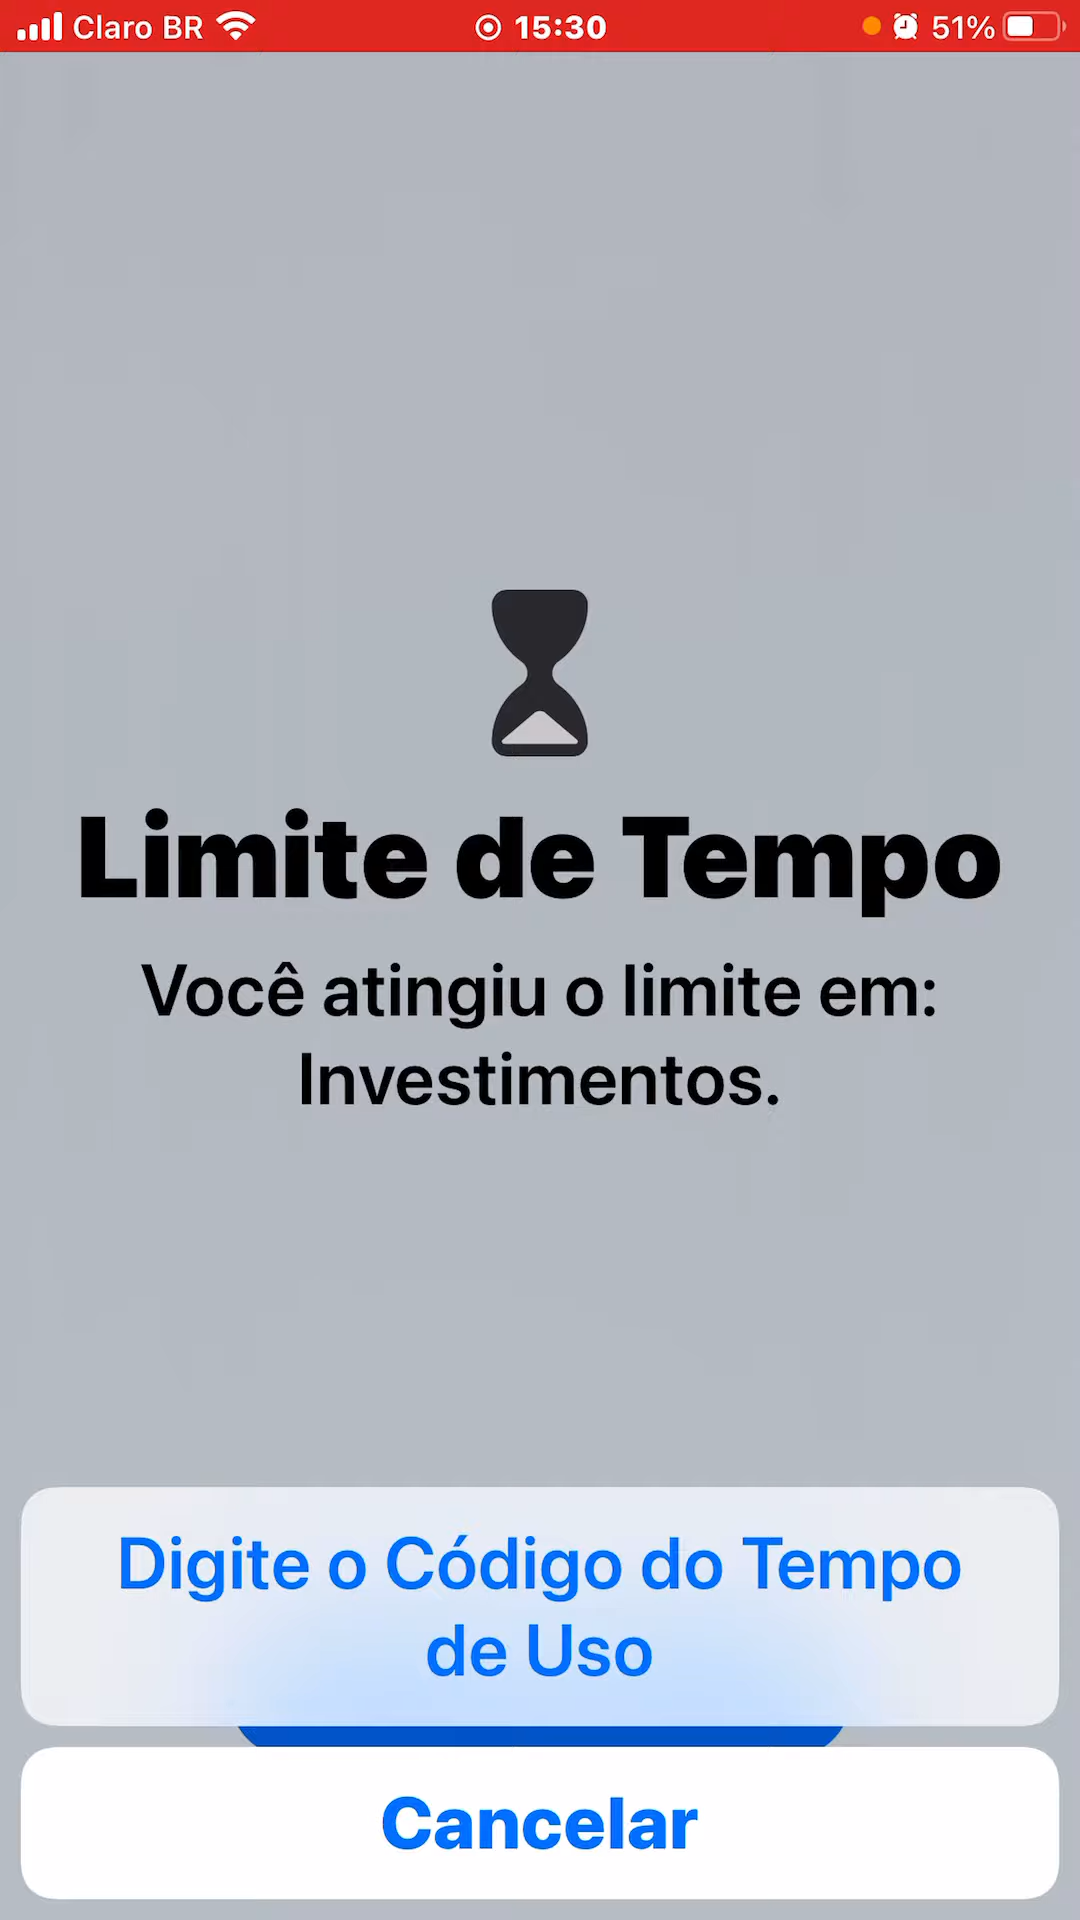 Claro BR 15:30 51%
Limite de Tempo
Você atingiu o limite em:
Investimentos.
Digite o Código do Tempo
de Uso
Cancelar